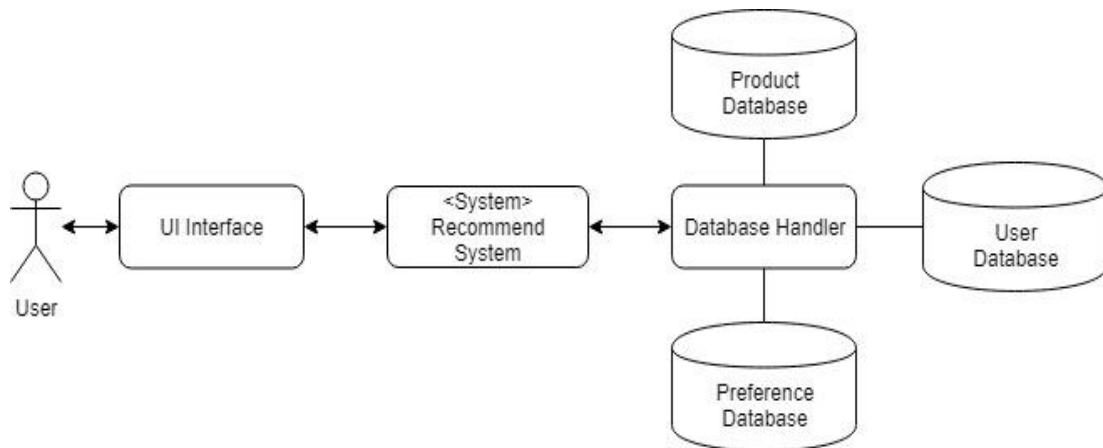 Product
Database
<System>
Recommend
System
UI Interface
Database Handler
User
Database
User
Preference
Database